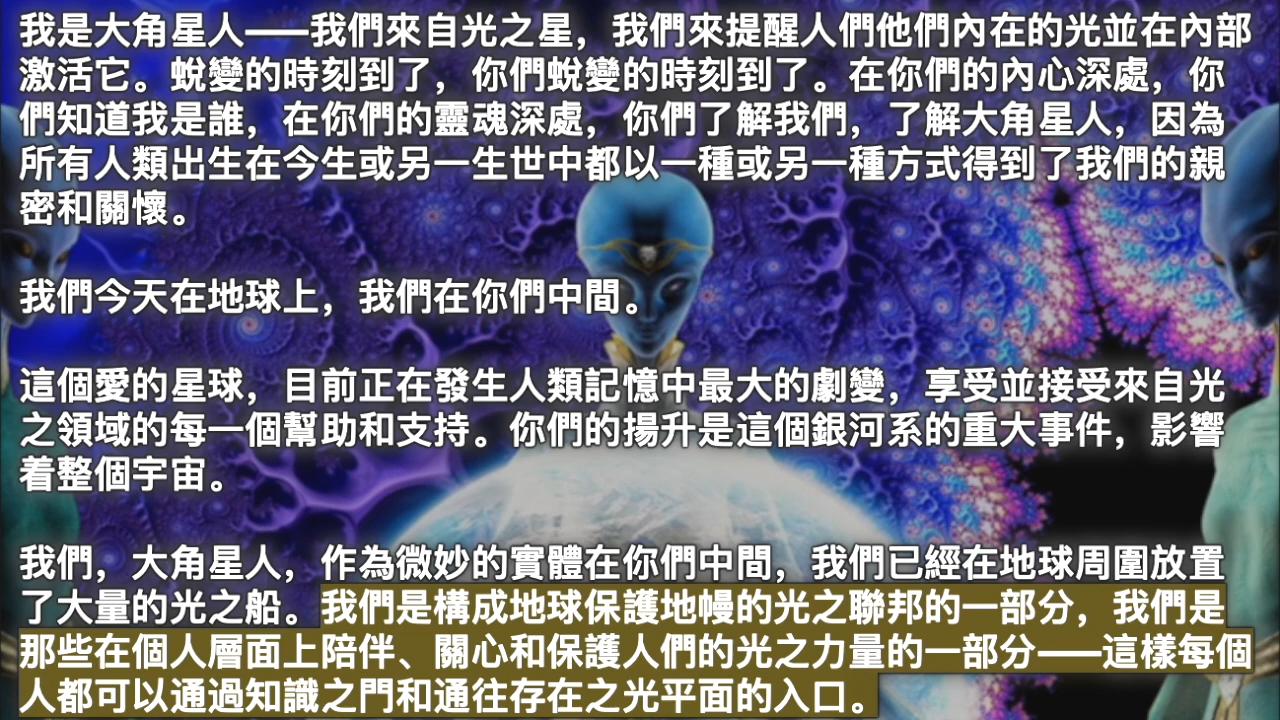 我是大角星人——我們來自光之星，我們來提醒人們他們內在的光並在內部
激活它。蛻變的時刻到了，你們蛻變的時刻到了。在你們的內心深處，你
們知道我是誰，在你們的靈魂深處，你們了解我們，了解大角星人，因為
所有人類出生在今生或另一生世中都以一種或另一種方式得到了我們的親
密和關懷。
我們今天在地球上，我們在你們中間。
這個愛的星球，目前正在發生人類記憶中最大的劇變，享受並接受來自光
之領域的每一個幫助和支持。你們的揚升是這個銀河系的重大事件，影響
着整個宇宙。
我們，大角星人，作為微妙的實體在你們中間，我們已經在地球周圍放置
了大量的光之船。我們是構成地球保護地幔的光之聯邦的一部分，我們是
那些在個人層面上陪伴、關心和保護人們的光之力量的一部分——這樣每個
人都可以通過知識之門和通往存在之光平面的入口。